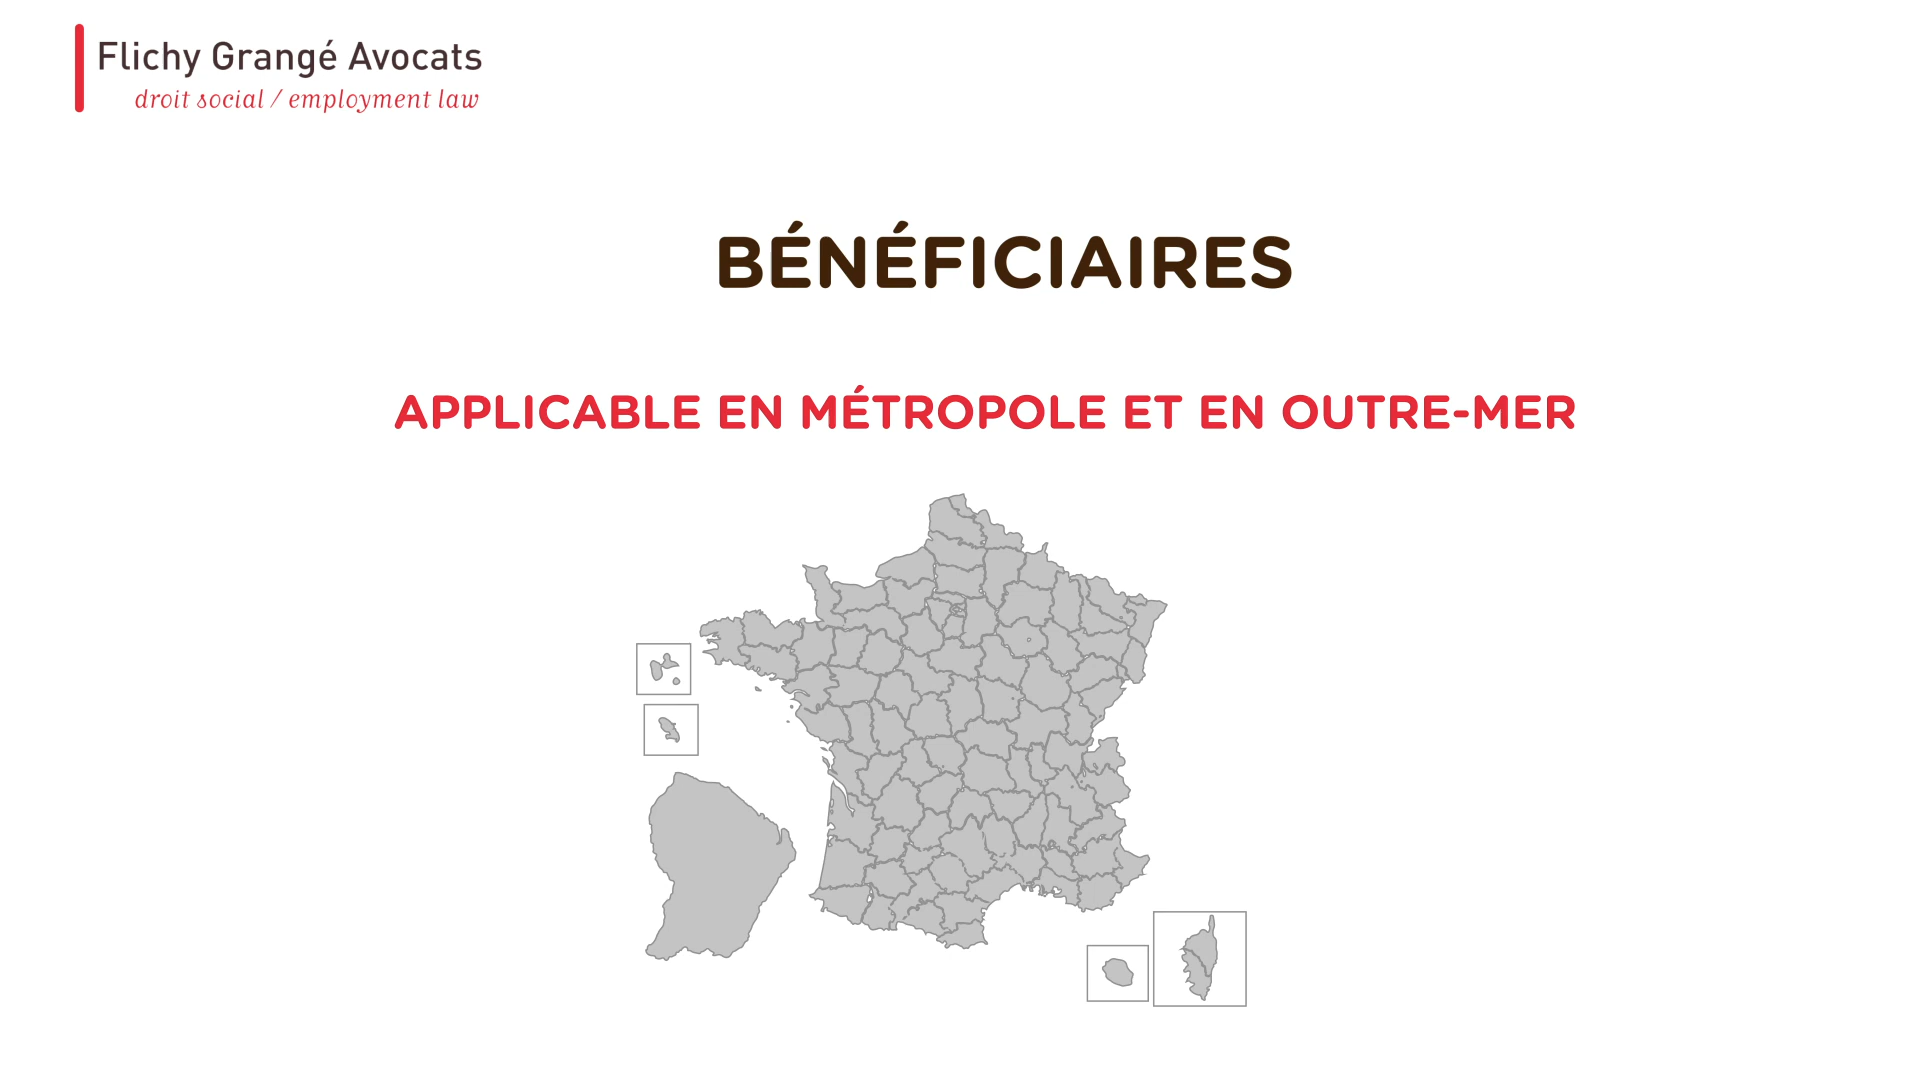 Flichy Grangé Avocats
droit social / employment law
BÉNÉFICIAIRES
APPLICABLE EN MÉTROPOLE ET EN OUTRE-MER